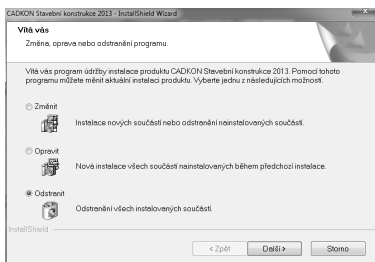 CADKON Stavební konstrukce 2013 - InstallShield Wizard
Vítá vás
Změna, oprava nebo odstranění programu.
Vítá vás program údržby instalace produktu CADKON Stavební konstrukce 2013. Pomocí tohoto
programu můžete měnit aktuální instalaci produktu. Vyberte jednu z následujících možností.
Změnit
Instalace nových součástí nebo odstranění nainstalovaných součástí.
Opravit
Nová instalace všech součástí nainstalovaných během předchozí instalace.
Odstranit
Odstranění všech instalovaných součástí.
InstallShield
< Zpět Další > Storno